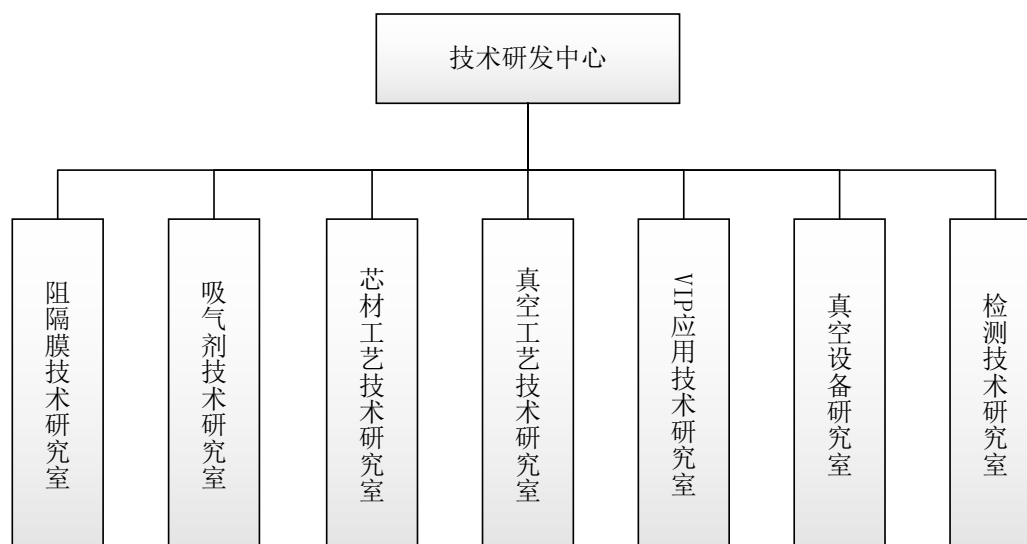 技术研发中心
阻隔膜技术研究室
吸气剂技术研究室
芯材工艺技术研究室
真空工艺技术研究室
VIP应用技术研究室
真空设备研究室
检测技术研究室